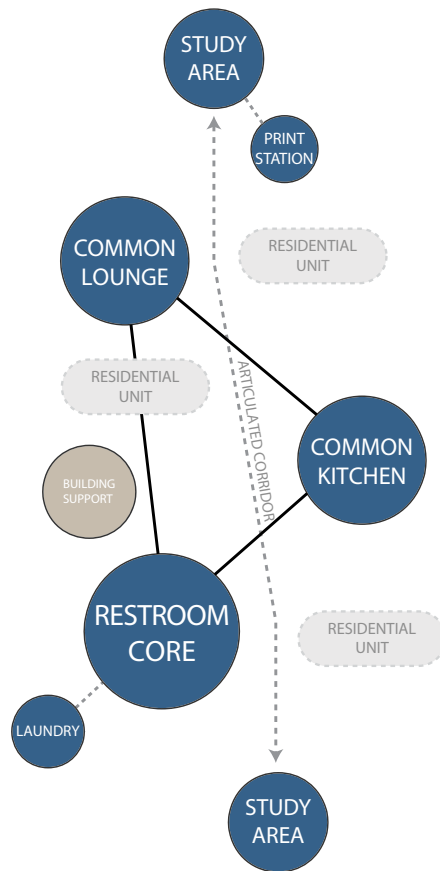 STUDY
AREA
PRINT
STATION
COMMON
LOUNGE
RESIDENTIAL
UNIT
RESIDENTIAL
UNIT
ARTICULATED CORRIDOR
COMMON
KITCHEN
BUILDING
SUPPORT
RESTROOM
CORE
RESIDENTIAL
UNIT
LAUNDRY
STUDY
AREA